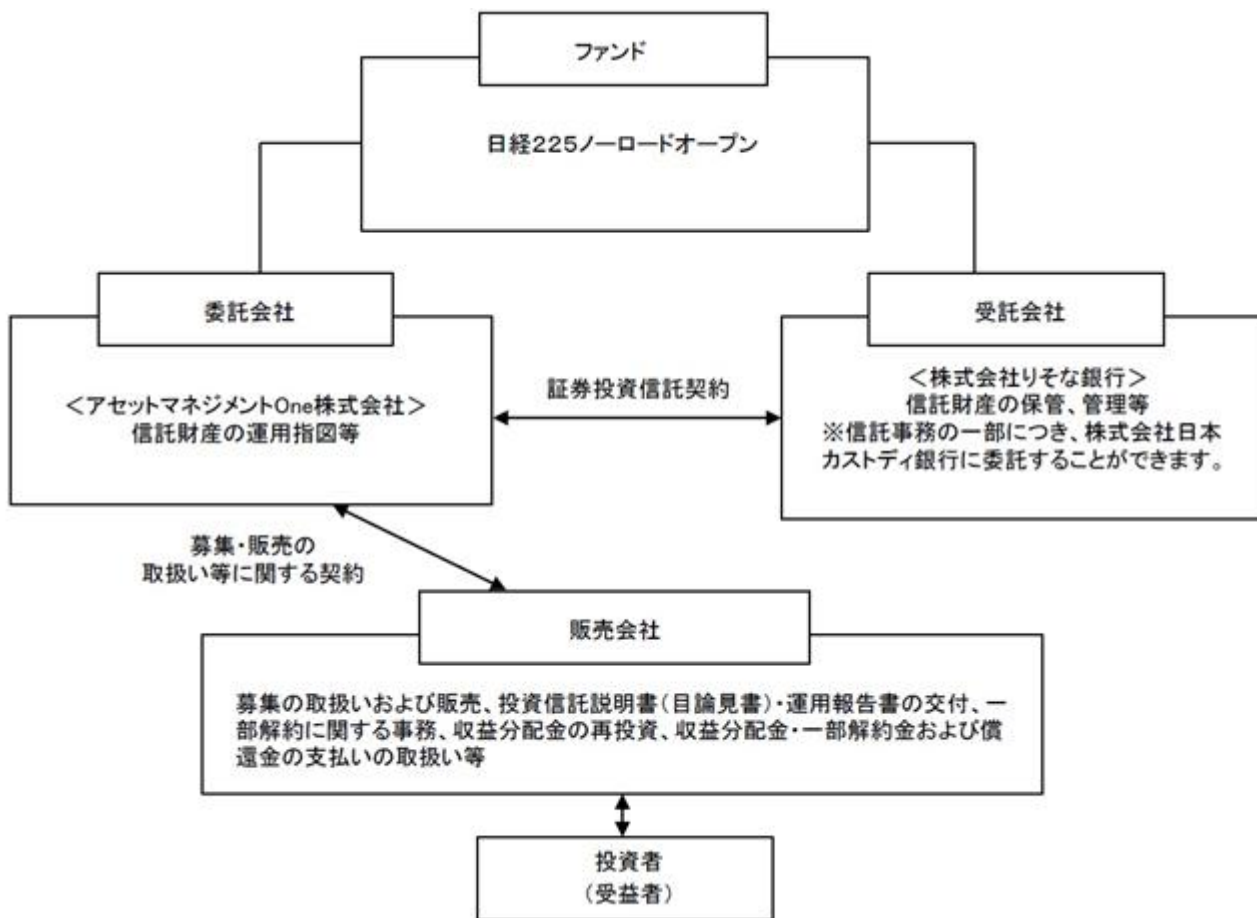 ファンド
日経225ノーロードオープン
委託会社
<アセットマネジメントOne株式会社>
信託財産の運用指図等
証券投資信託契約
受託会社
<株式会社りそな銀行>
信託財産の保管、管理等
※信託事務の一部につき、株式会社日本
カストディ銀行に委託することができます。
募集・販売の
取扱い等に関する契約
販売会社
募集の取扱いおよび販売、投資信託説明書(目論見書)・運用報告書の交付、一
部解約に関する事務、収益分配金の再投資、収益分配金・一部解約金および償
還金の支払いの取扱い等
投資者
(受益者)